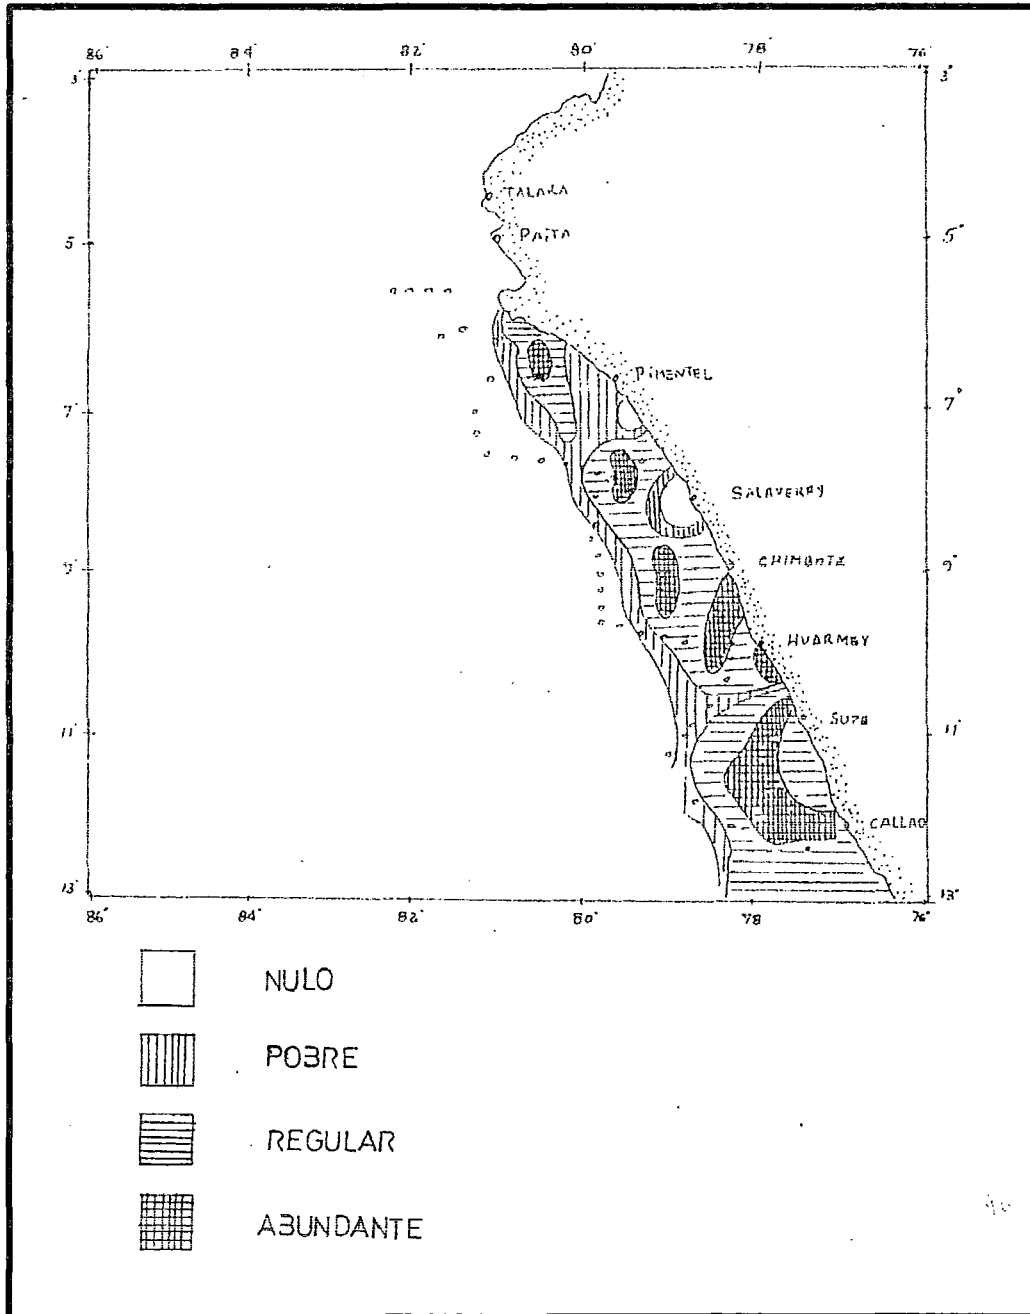 86° 84° 82° 80° 78° 76°
3° 3°
TALARA
PAITA
5° 5°
PIMENTEL
7° 7°
SALAVERRY
CHIMBOTE
9° 9°
HUARMEY
SUPE
11° 11°
CALLAO
13° 13°
86° 84° 82° 80° 78 76°
NULO
POBRE
REGULAR
ABUNDANTE